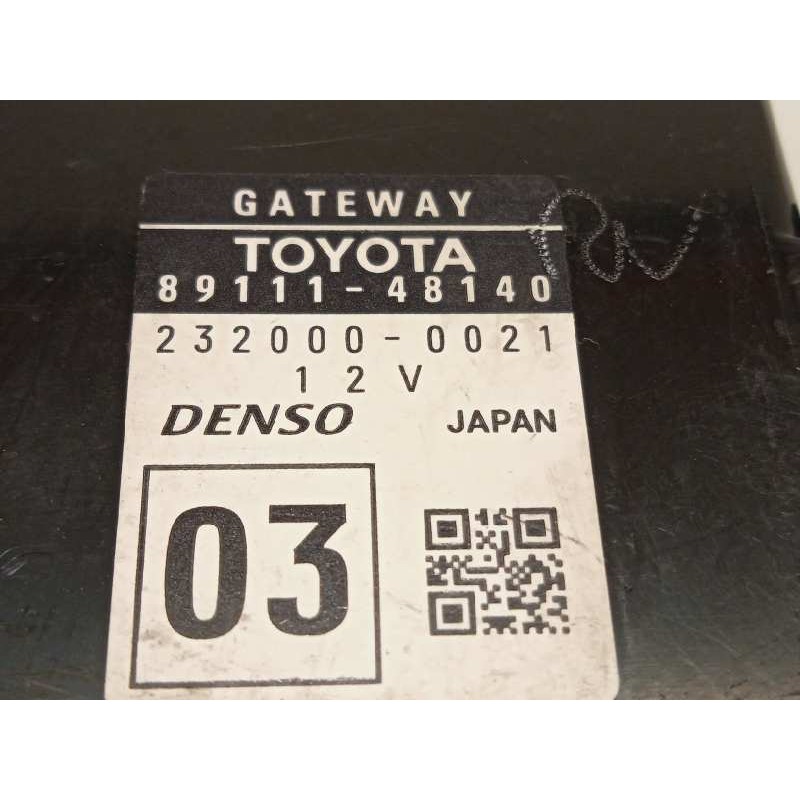 GATEWAY
TOYOTA
89111-48140
232000-0021
12V
DENSO JAPAN
03